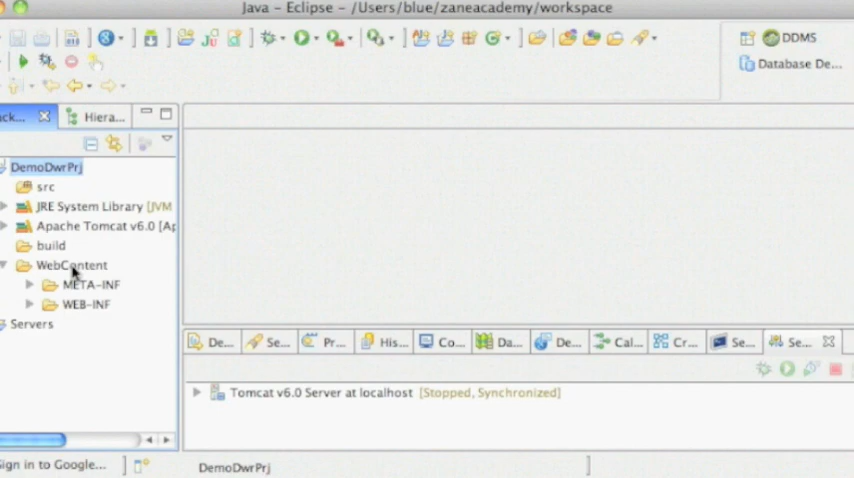 Java - Eclipse - /Users/blue/zaneacademy/workspace
DDMS
Database De...
ck... Hiera...
DemoDwrPrj
src
JRE System Library [JVM
Apache Tomcat v6.0 [Ap
build
WebContent
META-INF
WEB-INF
Servers
De... Se... Pr... His... Co... Da... De... Cal... Cr... Se... Se...
Tomcat v6.0 Server at localhost [Stopped, Synchronized]
Sign in to Google...
DemoDwrPrj